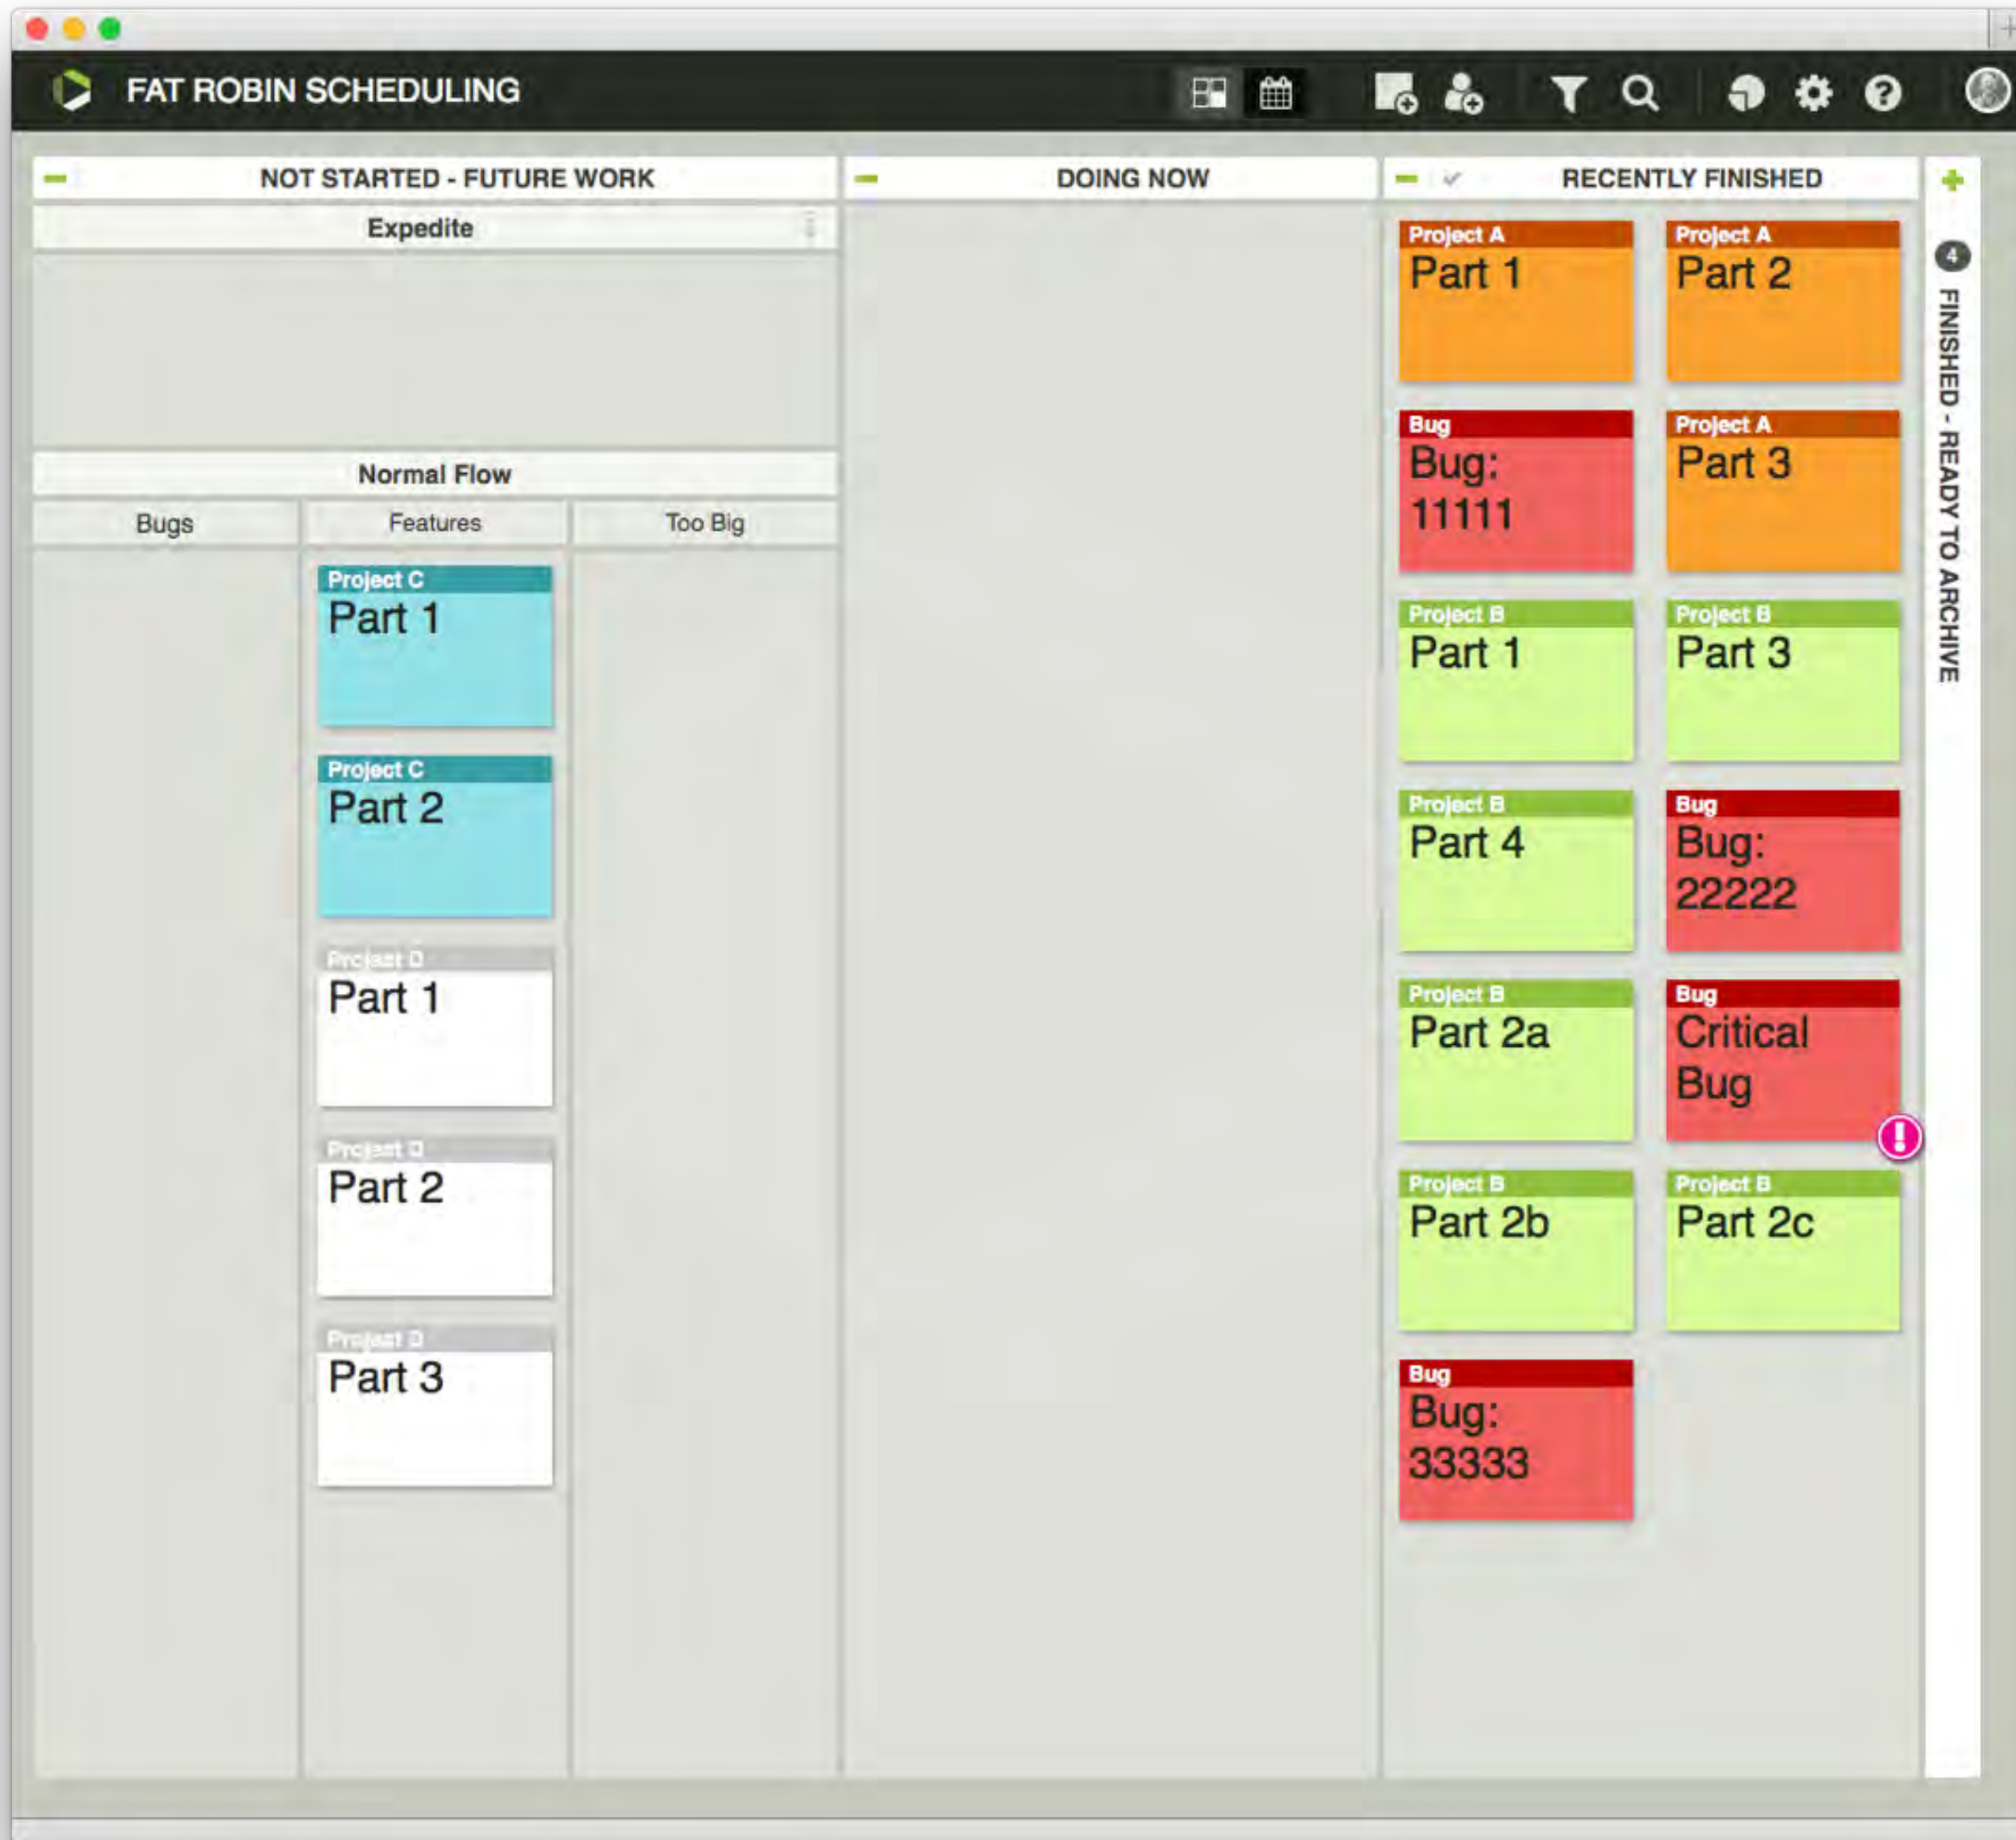 FAT ROBIN SCHEDULING
NOT STARTED - FUTURE WORK
Expedite
Normal Flow
Bugs
Features
Too Big
Project C
Part 1
Project C
Part 2
Project D
Part 1
Project D
Part 2
Project D
Part 3
DOING NOW
RECENTLY FINISHED
Project A
Part 1
Project A
Part 2
Bug
Bug:
11111
Project A
Part 3
Project B
Part 1
Project B
Part 3
Project B
Part 4
Bug
Bug:
22222
Project B
Part 2a
Bug
Critical
Bug
Project B
Part 2b
Project B
Part 2c
Bug
Bug:
33333
4
FINISHED - READY TO ARCHIVE